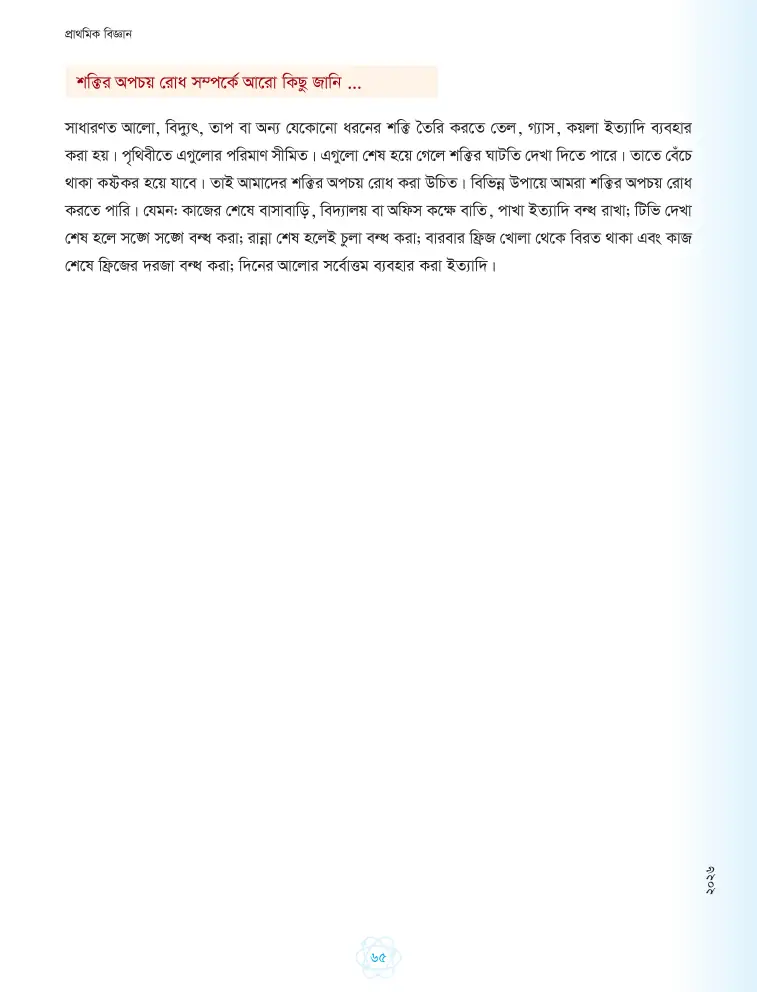 প্রাথমিক বিজ্ঞান
শক্তির অপচয় রোধ সম্পর্কে আরো কিছু জানি ...
সাধারণত আলো, বিদ্যুৎ, তাপ বা অন্য যেকোনো ধরনের শক্তি তৈরি করতে তেল, গ্যাস, কয়লা ইত্যাদি ব্যবহার
করা হয়। পৃথিবীতে এগুলোর পরিমাণ সীমিত। এগুলো শেষ হয়ে গেলে শক্তির ঘাটতি দেখা দিতে পারে। তাতে বেঁচে
থাকা কষ্টকর হয়ে যাবে। তাই আমাদের শক্তির অপচয় রোধ করা উচিত। বিভিন্ন উপায়ে আমরা শক্তির অপচয় রোধ
করতে পারি। যেমন: কাজের শেষে বাসাবাড়ি, বিদ্যালয় বা অফিস কক্ষে বাতি, পাখা ইত্যাদি বন্ধ রাখা; টিভি দেখা
শেষ হলে সঙ্গে সঙ্গে বন্ধ করা; রান্না শেষ হলেই চুলা বন্ধ করা; বারবার ফ্রিজ খোলা থেকে বিরত থাকা এবং কাজ
শেষে ফ্রিজের দরজা বন্ধ করা; দিনের আলোর সর্বোত্তম ব্যবহার করা ইত্যাদি।
২০২৬
৬৫